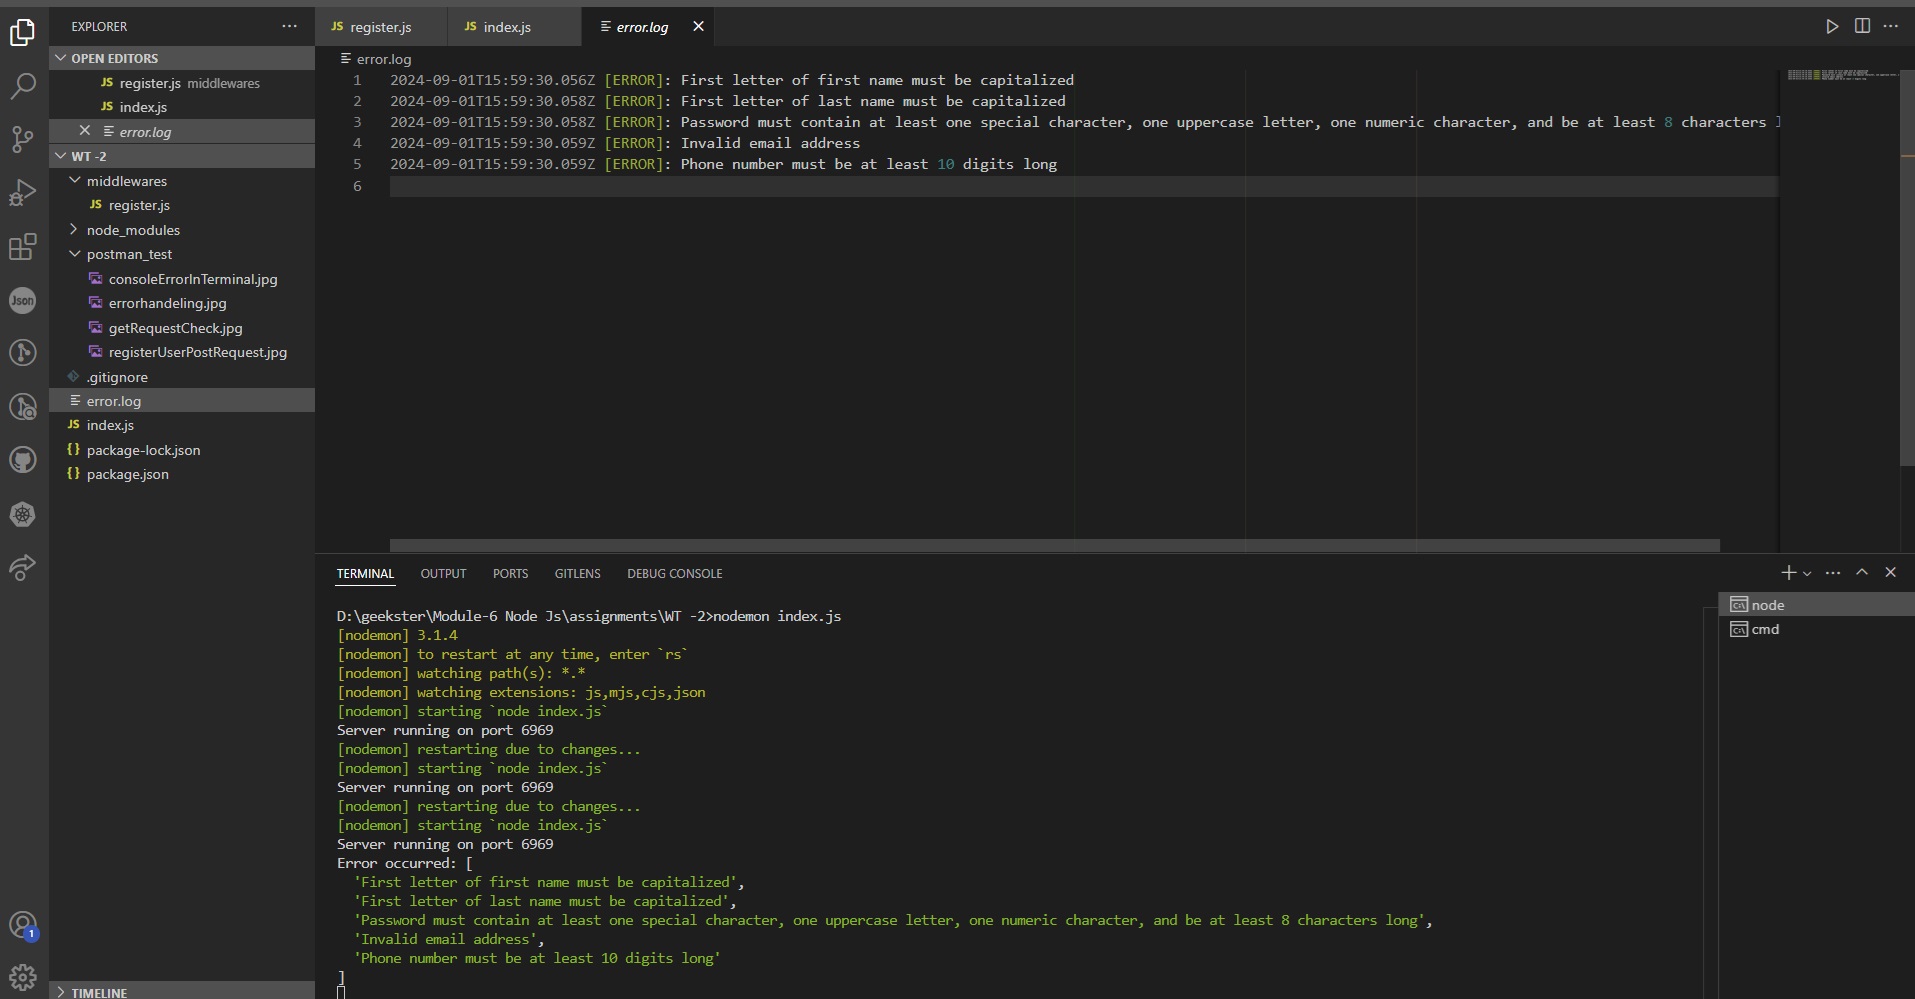 EXPLORER
OPEN EDITORS
JS register.js middlewares
JS index.js
error.log
WT -2
middlewares
JS register.js
node_modules
postman_test
consoleErrorInTerminal.jpg
errorhandeling.jpg
getRequestCheck.jpg
registerUserPostRequest.jpg
.gitignore
error.log
JS index.js
{} package-lock.json
{} package.json
TIMELINE
Json
1
JS register.js JS index.js error.log
error.log
1 2024-09-01T15:59:30.056Z [ERROR]: First letter of first name must be capitalized
2 2024-09-01T15:59:30.058Z [ERROR]: First letter of last name must be capitalized
3 2024-09-01T15:59:30.058Z [ERROR]: Password must contain at least one special character, one uppercase letter, one numeric character, and be at least 8 characters l
4 2024-09-01T15:59:30.059Z [ERROR]: Invalid email address
5 2024-09-01T15:59:30.059Z [ERROR]: Phone number must be at least 10 digits long
6
TERMINAL OUTPUT PORTS GITLENS DEBUG CONSOLE
D:\geekster\Module-6 Node Js\assignments\WT -2>nodemon index.js
[nodemon] 3.1.4
[nodemon] to restart at any time, enter `rs`
[nodemon] watching path(s): *.*
[nodemon] watching extensions: js,mjs,cjs,json
[nodemon] starting `node index.js`
Server running on port 6969
[nodemon] restarting due to changes...
[nodemon] starting `node index.js`
Server running on port 6969
[nodemon] restarting due to changes...
[nodemon] starting `node index.js`
Server running on port 6969
Error occurred: [
'First letter of first name must be capitalized',
'First letter of last name must be capitalized',
'Password must contain at least one special character, one uppercase letter, one numeric character, and be at least 8 characters long',
'Invalid email address',
'Phone number must be at least 10 digits long'
]
node
cmd